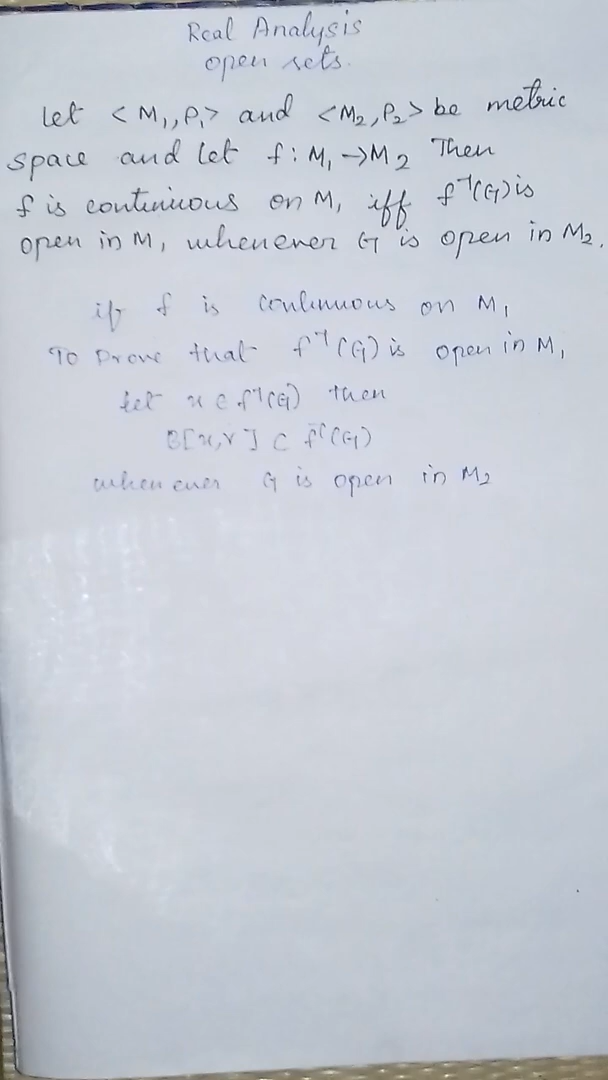 Real Analysis
open sets.
Let <M₁, ρ₁> and <M₂, ρ₂> be metric
space and let f : M₁ → M₂ Then
f is continuous on M₁ iff f⁻¹(G) is
open in M₁ whenever G is open in M₂.
if f is continuous on M₁
To prove that f⁻¹(G) is open in M₁
let x ∈ f⁻¹(G) then
B[x, r] ⊂ f⁻¹(G)
whenever G is open in M₂